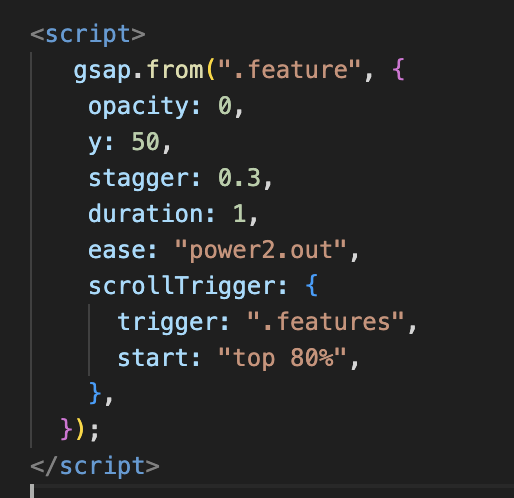 <script>
gsap.from(".feature", {
opacity: 0,
y: 50,
stagger: 0.3,
duration: 1,
ease: "power2.out",
scrollTrigger: {
trigger: ".features",
start: "top 80%",
},
});
</script>